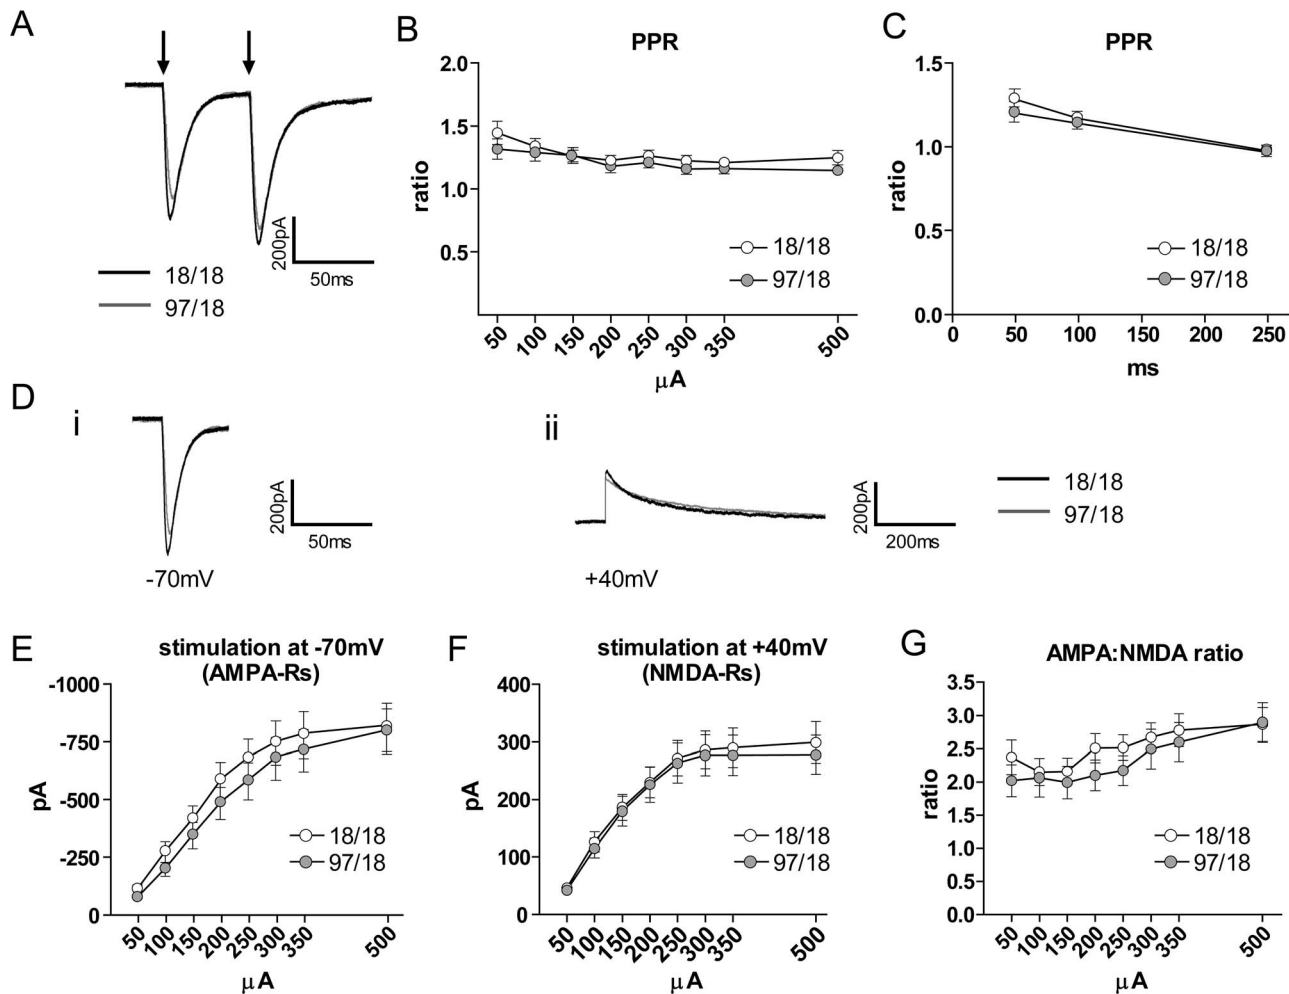 A
200pA
50ms
18/18
97/18
B
PPR
2.0
1.5
1.0
0.5
ratio
50
100
150
200
250
300
350
500
μA
18/18
97/18
C
PPR
1.5
1.0
0.5
0.0
ratio
0
50
100
150
200
250
ms
18/18
97/18
D
i
-70mV
200pA
50ms
ii
+40mV
200pA
200ms
18/18
97/18
E
stimulation at -70mV
(AMPA-Rs)
-1000
-750
-500
-250
0
pA
50
100
150
200
250
300
350
500
μA
18/18
97/18
F
stimulation at +40mV
(NMDA-Rs)
400
300
200
100
0
pA
50
100
150
200
250
300
350
500
μA
18/18
97/18
G
AMPA:NMDA ratio
3.5
3.0
2.5
2.0
1.5
1.0
0.5
0.0
ratio
50
100
150
200
250
300
350
500
μA
18/18
97/18